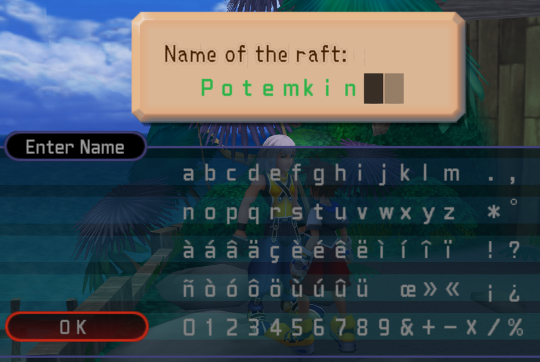 Name of the raft:
Potemkin
Enter Name
a b c d e f g h i j k l m . ,
n o p q r s t u v w x y z * °
à á â ä ç è é ê ë ì í î ï ! ?
ñ ò ó ô ö ù ú û ü œ » « ¡ ¿
OK
0 1 2 3 4 5 6 7 8 9 & + - x / %